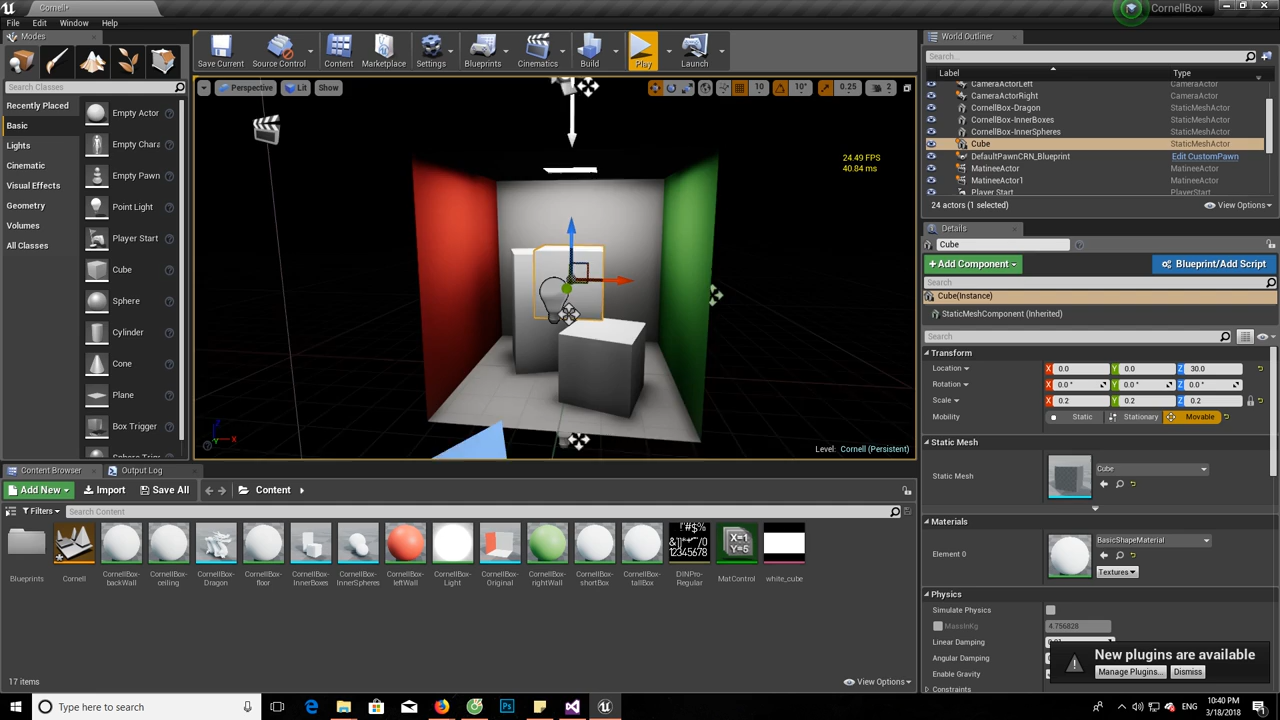 Cornell*
CornellBox
File Edit Window Help
Modes
Search Classes
Recently Placed
Basic
Lights
Cinematic
Visual Effects
Geometry
Volumes
All Classes
Empty Actor
Empty Chara
Empty Pawn
Point Light
Player Start
Cube
Sphere
Cylinder
Cone
Plane
Box Trigger
Save Current Source Control Content Marketplace Settings Blueprints Cinematics Build Play Launch
Perspective Lit Show 10 10° 0.25 2
24.49 FPS
40.84 ms
Level: Cornell (Persistent)
World Outliner
Search...
Label Type
CameraActorLeft CameraActor
CameraActorRight CameraActor
CornellBox-Dragon StaticMeshActor
CornellBox-InnerBoxes StaticMeshActor
CornellBox-InnerSpheres StaticMeshActor
Cube StaticMeshActor
DefaultPawnCRN_Blueprint Edit CustomPawn
MatineeActor MatineeActor
MatineeActor1 MatineeActor
Player Start PlayerStart
24 actors (1 selected) View Options
Details
Cube
+Add Component Blueprint/Add Script
Search
Cube(Instance)
StaticMeshComponent (Inherited)
Search
Transform
Location X 0.0 Y 0.0 Z 30.0
Rotation X 0.0 ° Y 0.0 ° Z 0.0 °
Scale X 0.2 Y 0.2 Z 0.2
Mobility Static Stationary Movable
Static Mesh
Static Mesh Cube
Materials
Element 0 BasicShapeMaterial
Textures
Physics
Simulate Physics
MassInKg 4.756828
Linear Damping
Angular Damping
Enable Gravity
Constraints
New plugins are available
Manage Plugins... Dismiss
Content Browser Output Log
Add New Import Save All Content
Filters Search Content
Blueprints
Cornell
CornellBox-backWall
CornellBox-ceiling
CornellBox-Dragon
CornellBox-floor
CornellBox-InnerBoxes
CornellBox-InnerSpheres
CornellBox-leftWall
CornellBox-Light
CornellBox-Original
CornellBox-rightWall
CornellBox-shortBox
CornellBox-tallBox
DINPro-Regular
MatControl
white_cube
17 items View Options
Type here to search
ENG
10:40 PM
3/18/2018